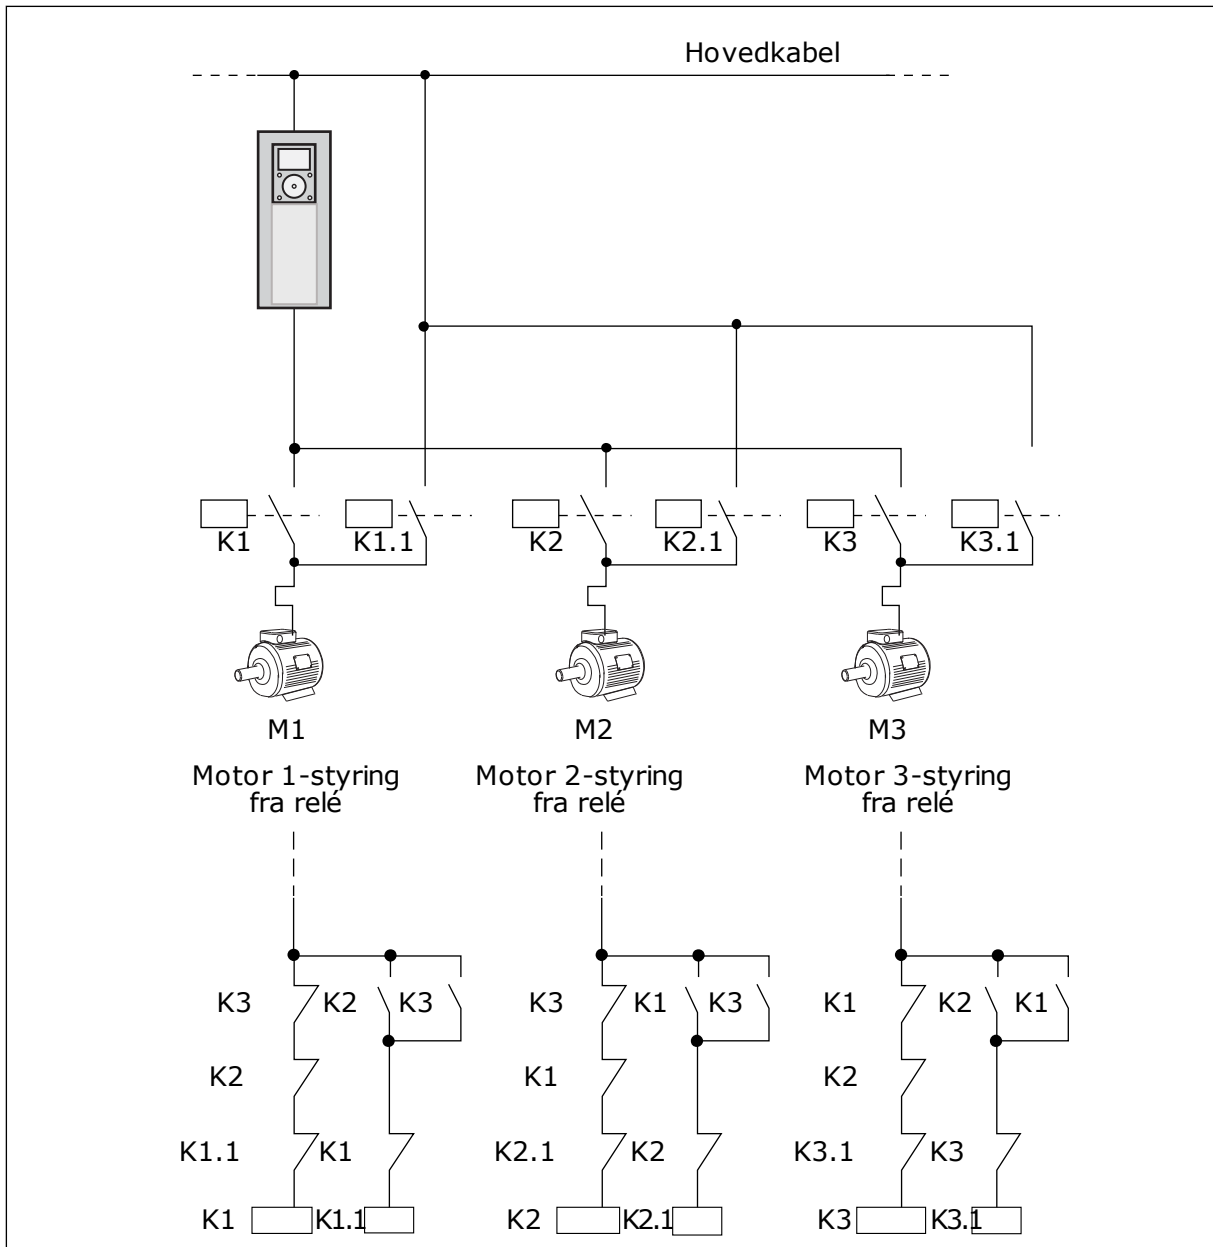 Hovedkabel
K1 K1.1 K2 K2.1 K3 K3.1
M1 M2 M3
Motor 1-styring Motor 2-styring Motor 3-styring
fra relé fra relé fra relé
K3 K2 K3 K3 K1 K3 K1 K2 K1
K2 K1 K2
K1.1 K1 K2.1 K2 K3.1 K3
K1 K1.1 K2 K2.1 K3 K3.1